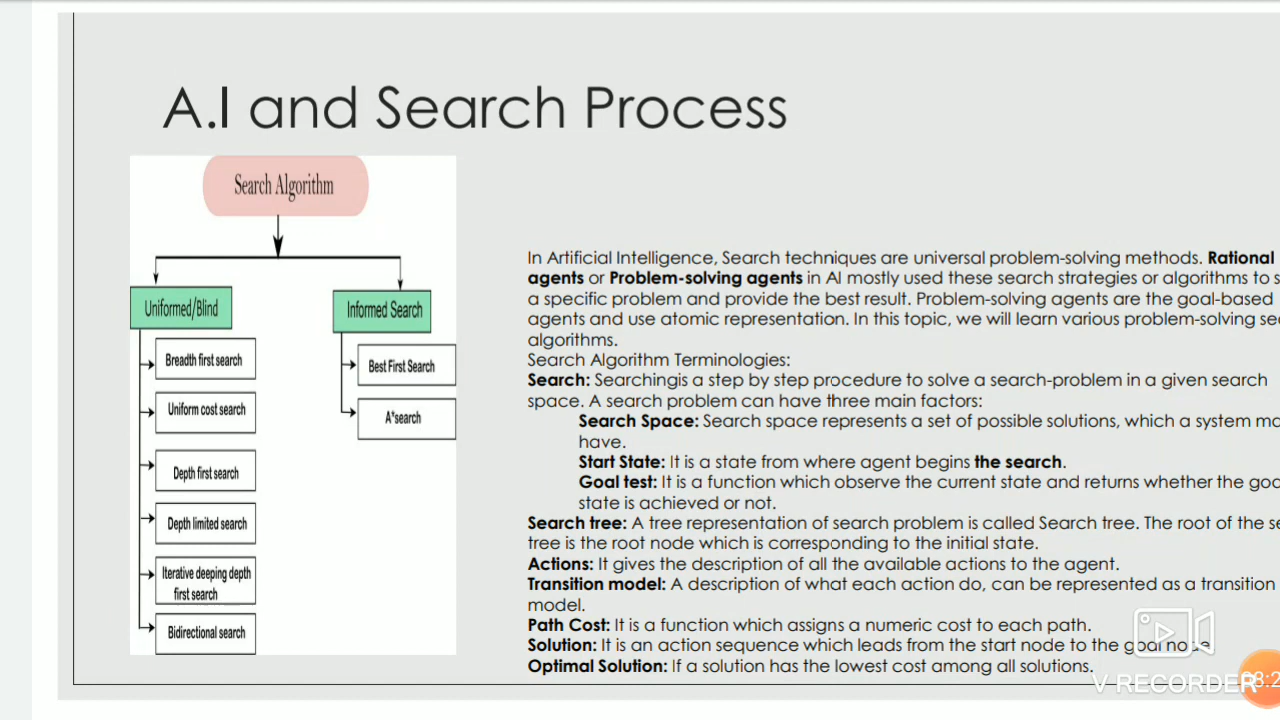 A.I and Search Process
Search Algorithm
Uniformed/Blind
Breadth first search
Uniform cost search
Depth first search
Depth limited search
Iterative deeping depth
first search
Bidirectional search
Informed Search
Best First Search
A*search
In Artificial Intelligence, Search techniques are universal problem-solving methods. Rational
agents or Problem-solving agents in AI mostly used these search strategies or algorithms to
a specific problem and provide the best result. Problem-solving agents are the goal-based
agents and use atomic representation. In this topic, we will learn various problem-solving
algorithms.
Search Algorithm Terminologies:
Search: Searchingis a step by step procedure to solve a search-problem in a given search
space. A search problem can have three main factors:
Search Space: Search space represents a set of possible solutions, which a system
have.
Start State: It is a state from where agent begins the search.
Goal test: It is a function which observe the current state and returns whether the
state is achieved or not.
Search tree: A tree representation of search problem is called Search tree. The root of the
tree is the root node which is corresponding to the initial state.
Actions: It gives the description of all the available actions to the agent.
Transition model: A description of what each action do, can be represented as a transition
model.
Path Cost: It is a function which assigns a numeric cost to each path.
Solution: It is an action sequence which leads from the start node to the goal node.
Optimal Solution: If a solution has the lowest cost among all solutions.
V RECORDER